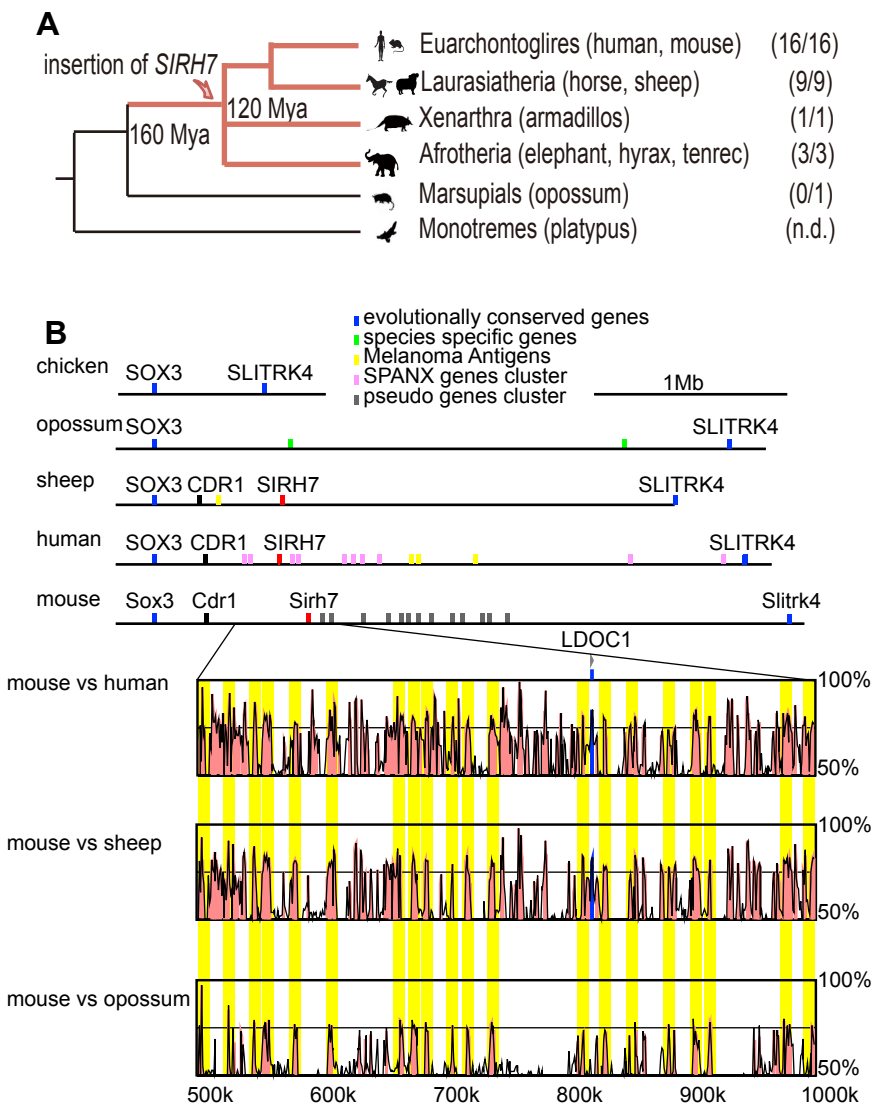 A
insertion of SIRH7
160 Mya
120 Mya
Euarchontoglires (human, mouse) (16/16)
Laurasiatheria (horse, sheep) (9/9)
Xenarthra (armadillos) (1/1)
Afrotheria (elephant, hyrax, tenrec) (3/3)
Marsupials (opossum) (0/1)
Monotremes (platypus) (n.d.)
B
evolutionally conserved genes
species specific genes
Melanoma Antigens
SPANX genes cluster
pseudo genes cluster
1Mb
chicken SOX3 SLITRK4
opossum SOX3 SLITRK4
sheep SOX3 CDR1 SIRH7 SLITRK4
human SOX3 CDR1 SIRH7 SLITRK4
mouse Sox3 Cdr1 Sirh7 Slitrk4
LDOC1
mouse vs human 100%
50%
mouse vs sheep 100%
50%
mouse vs opossum 100%
50%
500k 600k 700k 800k 900k 1000k